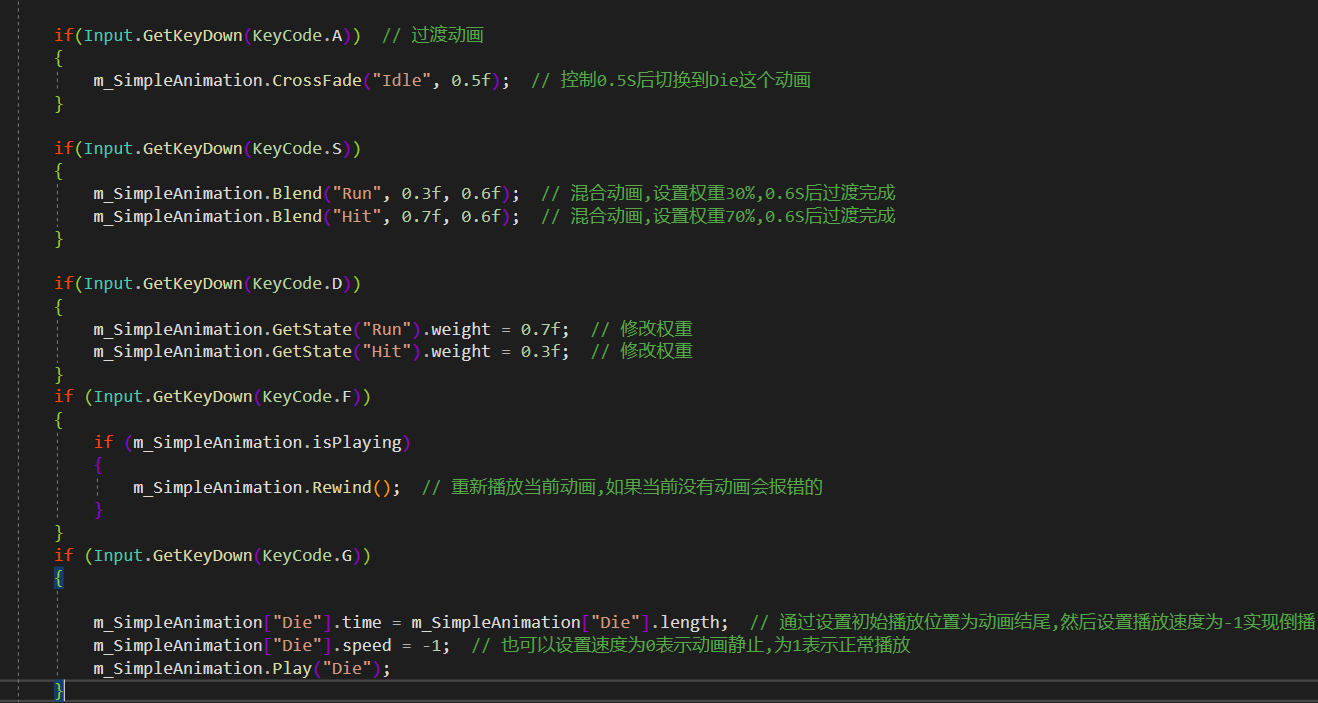 if(Input.GetKeyDown(KeyCode.A))  // 过渡动画
{
    m_SimpleAnimation.CrossFade("Idle", 0.5f);  // 控制0.5S后切换到Die这个动画
}
if(Input.GetKeyDown(KeyCode.S))
{
    m_SimpleAnimation.Blend("Run", 0.3f, 0.6f);  // 混合动画,设置权重30%,0.6S后过渡完成
    m_SimpleAnimation.Blend("Hit", 0.7f, 0.6f);  // 混合动画,设置权重70%,0.6S后过渡完成
}
if(Input.GetKeyDown(KeyCode.D))
{
    m_SimpleAnimation.GetState("Run").weight = 0.7f;  // 修改权重
    m_SimpleAnimation.GetState("Hit").weight = 0.3f;  // 修改权重
}
if (Input.GetKeyDown(KeyCode.F))
{
    if (m_SimpleAnimation.isPlaying)
    {
        m_SimpleAnimation.Rewind();  // 重新播放当前动画,如果当前没有动画会报错的
    }
}
if (Input.GetKeyDown(KeyCode.G))
{
    m_SimpleAnimation["Die"].time = m_SimpleAnimation["Die"].length;  // 通过设置初始播放位置为动画结尾,然后设置播放速度为-1实现倒播
    m_SimpleAnimation["Die"].speed = -1;  // 也可以设置速度为0表示动画静止,为1表示正常播放
    m_SimpleAnimation.Play("Die");
}